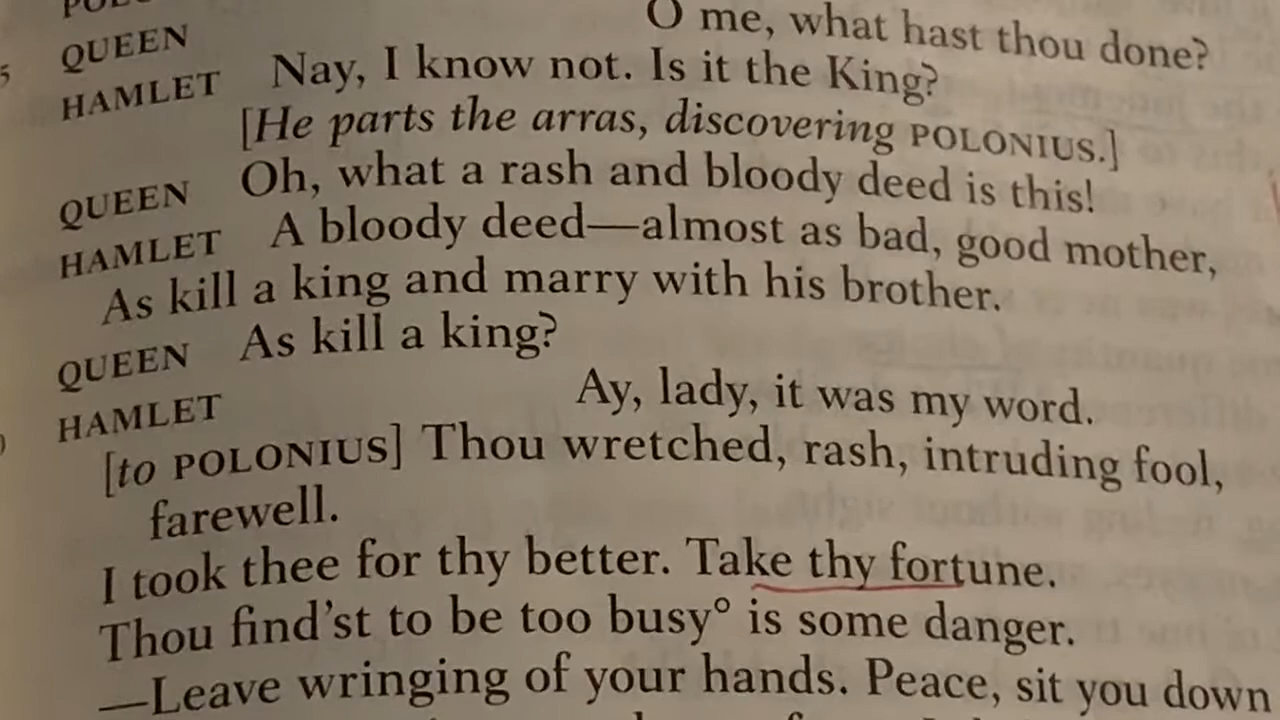 QUEEN O me, what hast thou done?
HAMLET Nay, I know not. Is it the King?
[He parts the arras, discovering POLONIUS.]
QUEEN Oh, what a rash and bloody deed is this!
HAMLET A bloody deed—almost as bad, good mother,
As kill a king and marry with his brother.
QUEEN As kill a king?
HAMLET Ay, lady, it was my word.
[to POLONIUS] Thou wretched, rash, intruding fool,
farewell.
I took thee for thy better. Take thy fortune.
Thou find'st to be too busy° is some danger.
—Leave wringing of your hands. Peace, sit you down